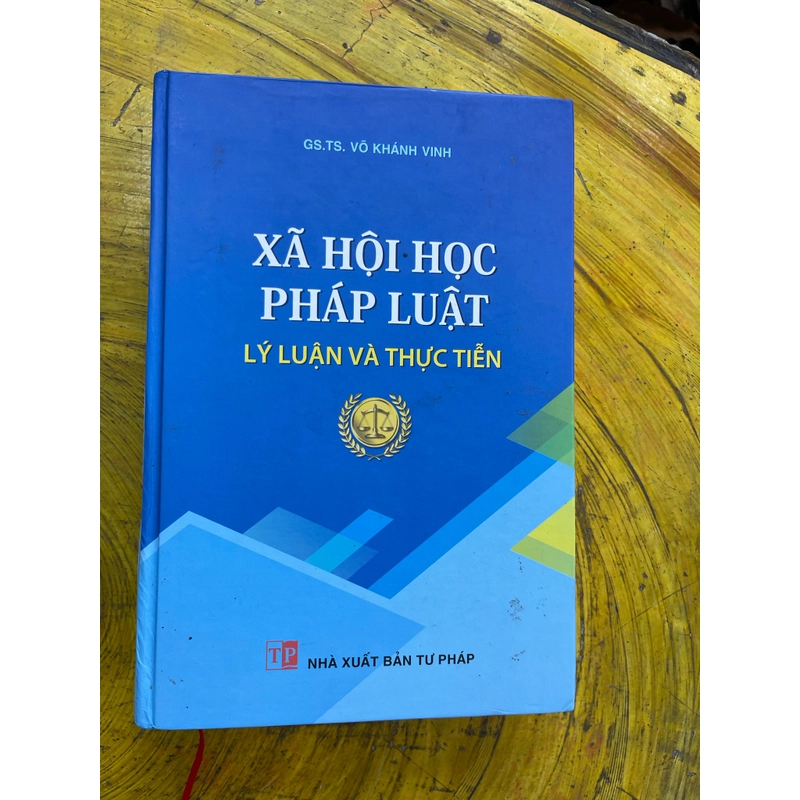 GS.TS. VÕ KHÁNH VINH
XÃ HỘI HỌC
PHÁP LUẬT
LÝ LUẬN VÀ THỰC TIỄN
TP
NHÀ XUẤT BẢN TƯ PHÁP